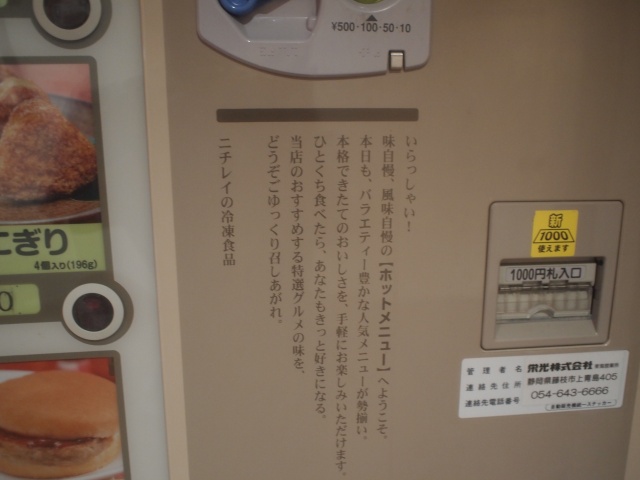 ¥500・100・50・10
いらっしゃい!
味自慢、風味自慢の【ホットメニュー】へようこそ。
本日も、バラエティー豊かな人気メニューが勢揃い。
本格できたてのおいしさを、手軽にお楽しみいただけます。
ひとくち食べたら、あなたもきっと好きになる。
当店のおすすめする特選グルメの味を、
どうぞごゆっくり召しあがれ。
ニチレイの冷凍食品
にぎり
4個入り(196g)
0
新
1000
使えます
1000円札入口
管理者名 栄光株式会社
連絡先住所 静岡県藤枝市上青島405
連絡先電話番号 054-643-6666